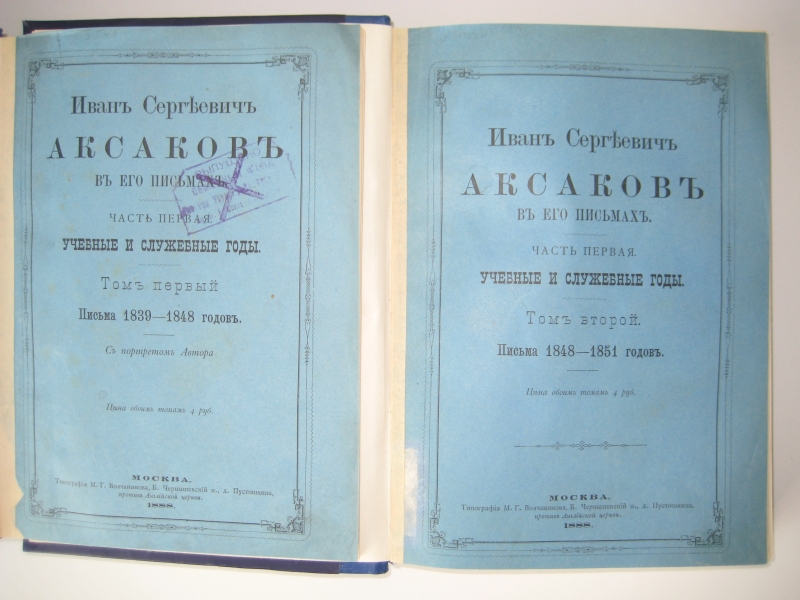 Иванъ Сергѣевичъ
АКСАКОВЪ
ВЪ ЕГО ПИСЬМАХЪ.
ЧАСТЬ ПЕРВАЯ.
УЧЕБНЫЕ И СЛУЖЕБНЫЕ ГОДЫ.
Томъ первый
Письма 1839—1848 годовъ.
Съ портретомъ Автора.
Цѣна обоимъ томамъ 4 руб.
МОСКВА.
Типографія М. Г. Волчанинова, Б. Чернышевскій п., д. Пустошкина,
противъ Англійской церкви.
1888.
Иванъ Сергѣевичъ
АКСАКОВЪ
ВЪ ЕГО ПИСЬМАХЪ.
ЧАСТЬ ПЕРВАЯ.
УЧЕБНЫЕ И СЛУЖЕБНЫЕ ГОДЫ.
Томъ второй.
Письма 1848—1851 годовъ.
Цѣна обоимъ томамъ 4 руб.
МОСКВА.
Типографія М. Г. Волчанинова, Б. Чернышевскій п., д. Пустошкина,
противъ Англійской церкви.
1888.